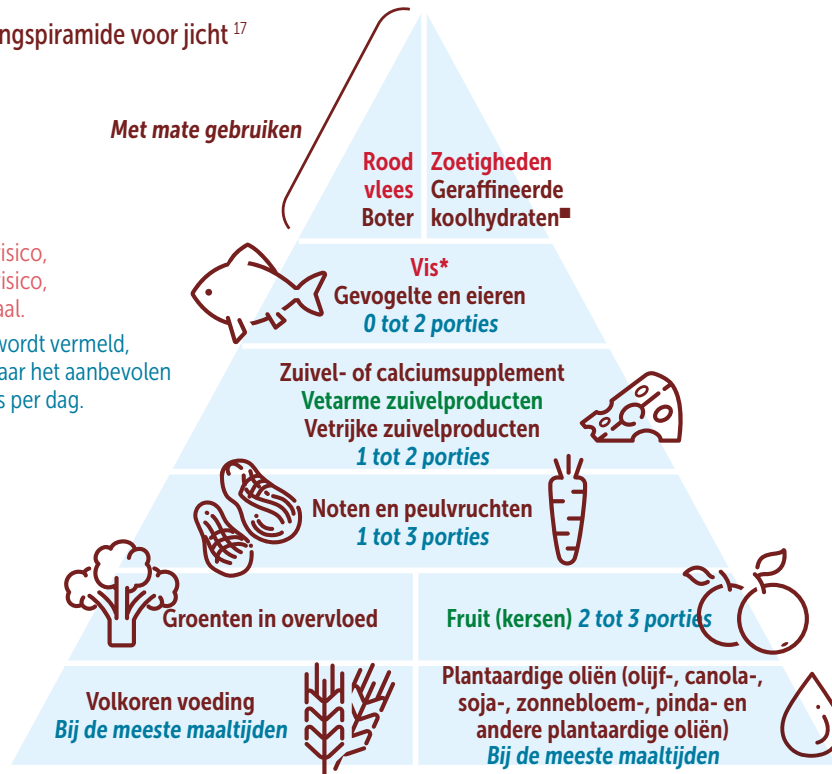 ngspiramide voor jicht 17
Met mate gebruiken
Rood
vlees
Boter
Zoetigheden
Geraffineerde
koolhydraten■
isico,
isico,
aal.
wordt vermeld,
aar het aanbevolen
s per dag.
Vis*
Gevogelte en eieren
0 tot 2 porties
Zuivel- of calciumsupplement
Vetarme zuivelproducten
Vetrijke zuivelproducten
1 tot 2 porties
Noten en peulvruchten
1 tot 3 porties
Groenten in overvloed
Fruit (kersen) 2 tot 3 porties
Volkoren voeding
Bij de meeste maaltijden
Plantaardige oliën (olijf-, canola-,
soja-, zonnebloem-, pinda- en
andere plantaardige oliën)
Bij de meeste maaltijden